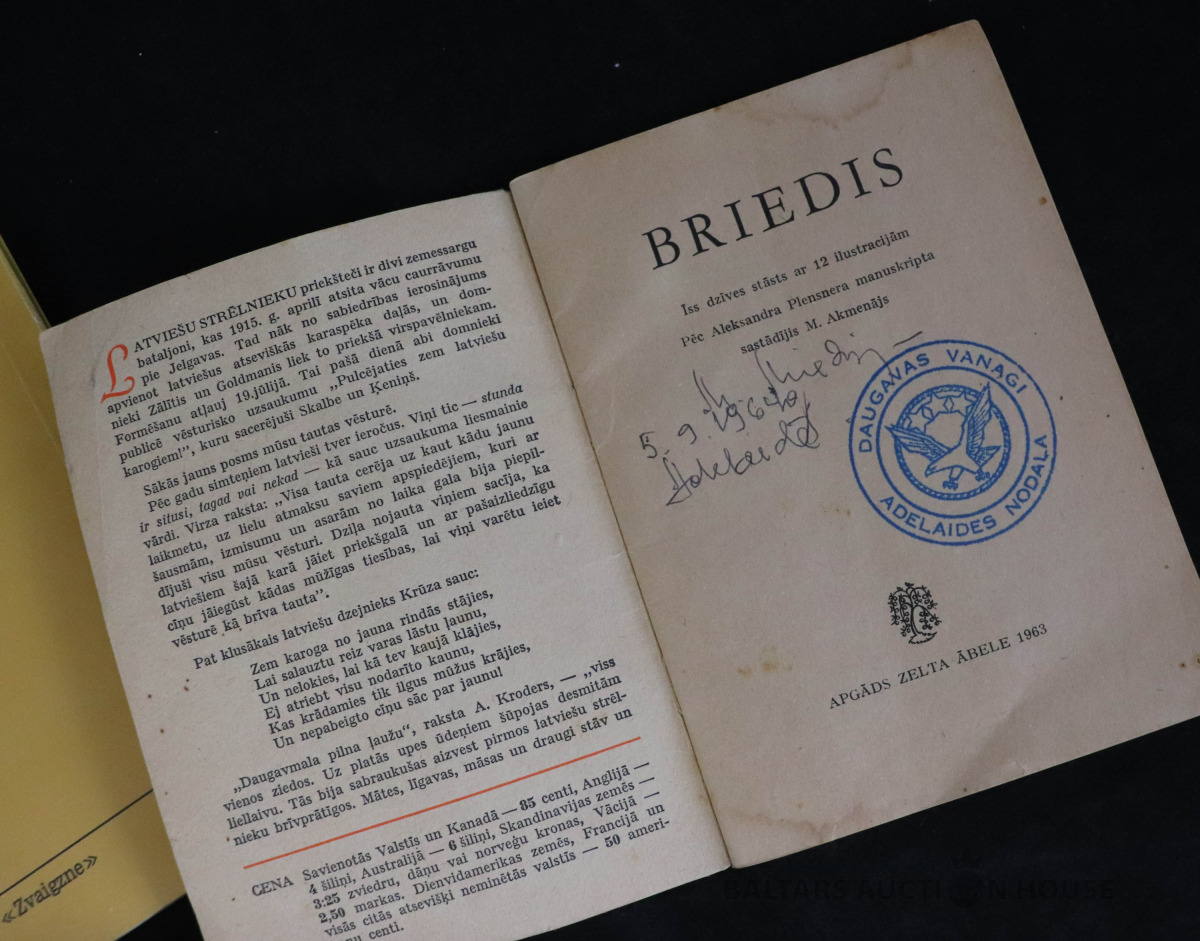 LATVIEŠU STRĒLNIEKU priekšteči ir divi zemessargu
bataljoni, kas 1915. g. aprilī atsita vācu caurrāvumu
pie Jelgavas. Tad nāk no sabiedrības ierosinājums
apvienot latviešus atseviškās karaspēka daļās, un dom-
nieki Zālītis un Goldmanis liek to priekšā virspavēlniekam.
Formēšanu atļauj 19.jūlijā. Tai pašā dienā abi domnieki
publicē vēsturisko uzsaukumu „Pulcējaties zem latviešu
karogiem!”, kuru sacerējuši Skalbe un Ķeniņš.
Sākās jauns posms mūsu tautas vēsturē.
Pēc gadu simteņiem latvieši tver ieročus. Viņi tic — stunda
ir situsi, tagad vai nekad — kā sauc uzsaukuma liesmainie
vārdi. Virza raksta: „Visa tauta cerēja uz kaut kādu jaunu
laikmetu, uz lielu atmaksu saviem apspiedējiem, kuri ar
šausmām, izmisumu un asarām no laika gala bija piepil-
dījuši visu mūsu vēsturi. Dziļa nojauta viņiem sacīja, ka
latviešiem šajā karā jāiet priekšgalā un ar pašaizliedzīgu
cīņu jāiegūst kādas mūžīgas tiesības, lai viņi varētu ieiet
vēsturē kā brīva tauta”.
Pat klusākais latviešu dzejnieks Krūza sauc:
Zem karoga no jauna rindās stājies,
Lai salauztu reiz varas lāstu ļaunu,
Un nelokies, lai kā tev kaujā klājies,
Ej atriebt visu nodarīto kaunu,
Kas krādamies tik ilgus mūžus krājies,
Un nepabeigto cīņu sāc par jaunu!
„Daugavmala pilna ļaužu“, raksta A. Kroders, — „viss
vienos ziedos. Uz platās upes ūdeņiem šūpojas desmitām
liellaivu. Tās bija sabraukušas aizvest pirmos latviešu strēl-
nieku brīvprātīgos. Mātes, līgavas, māsas un draugi stāv un
CENA Savienotās Valstīs un Kanadā — 85 centi, Anglijā —
4 šiliņi, Australijā — 6 šiliņi, Skandinavijas zemēs —
3:25 zviedru, dāņu vai norveģu kronas, Vācijā —
2,50 markas. Dienvidamerikas zemēs, Francijā un
visās citās atsevišķi neminētās valstīs — 50 ameri-
centi.
BRIEDIS
Īss dzīves stāsts ar 12 ilustracijām
Pēc Aleksandra Plensnera manuskripta
sastādījis M. Akmenājs
5.9.
DAUGAVAS VANAGI
ADELAIDES NODAĻA
APGĀDS ZELTA ĀBELE 1963
«Zvaigzne»
BALTARS AUCTION HOUSE